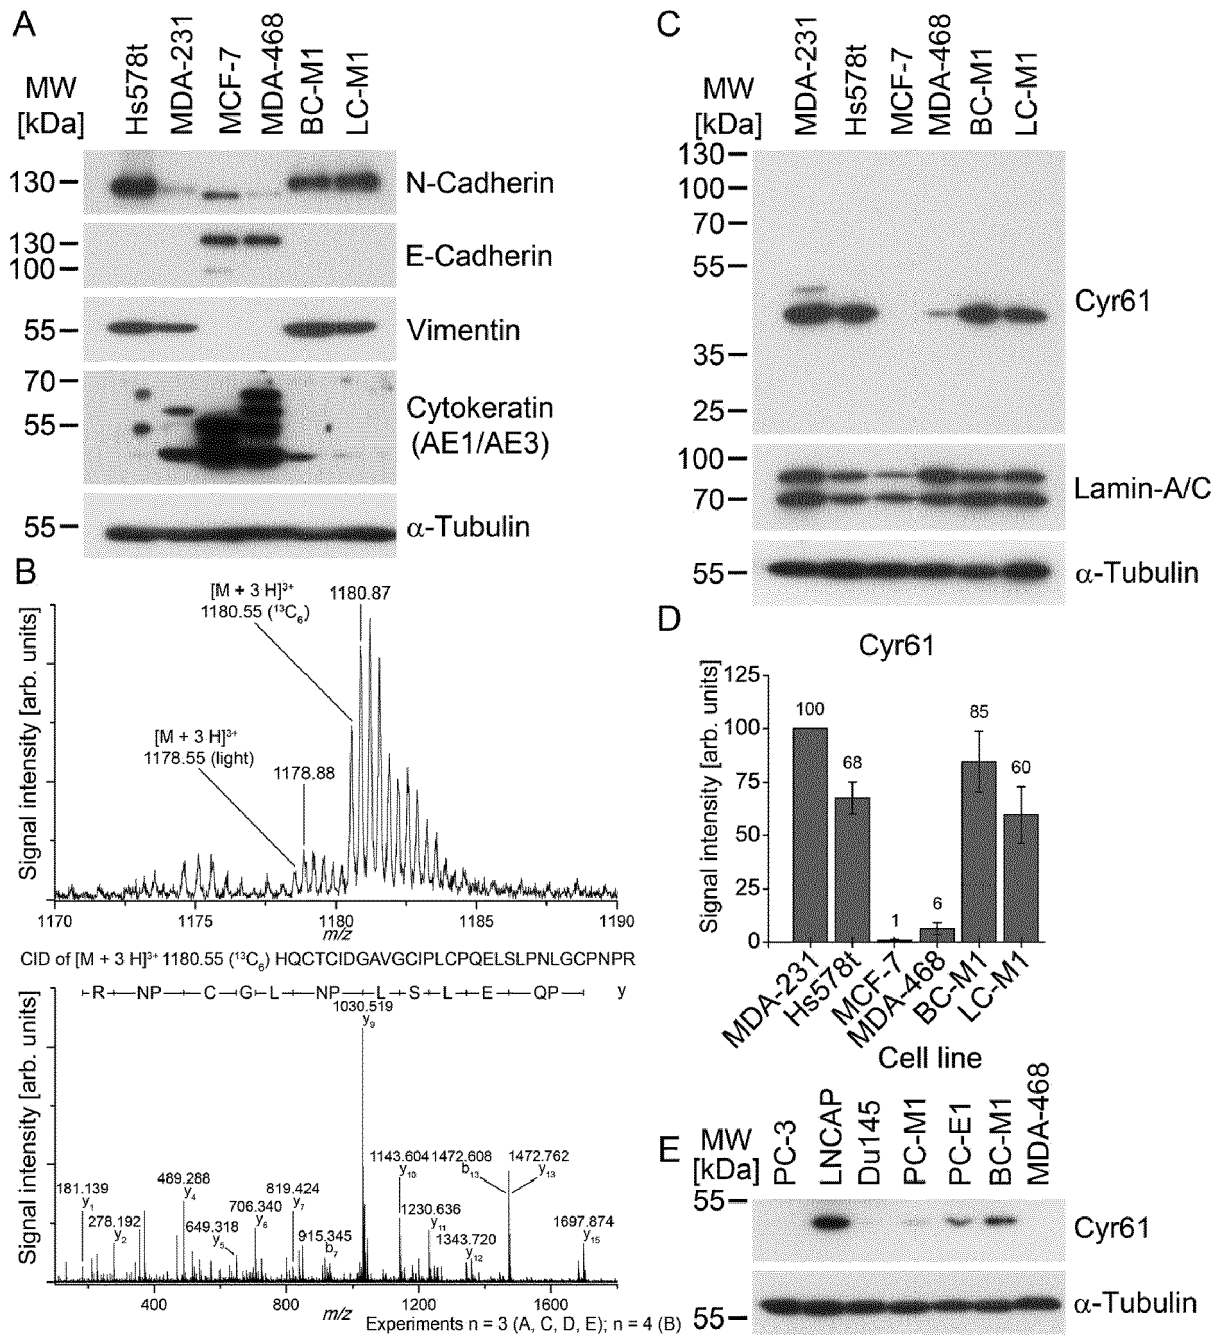 A
MW
[kDa]
Hs578t
MDA-231
MCF-7
MDA-468
BC-M1
LC-M1
130
N-Cadherin
130
100
E-Cadherin
55
Vimentin
70
55
Cytokeratin
(AE1/AE3)
55
α-Tubulin
B
Signal intensity [arb. units]
[M + 3 H]³⁺
1180.55 (¹³C₆)
1180.87
[M + 3 H]³⁺
1178.55 (light)
1178.88
1170
1175
1180
1185
1190
m/z
CID of [M + 3 H]³⁺ 1180.55 (¹³C₆) HQCTCIDGAVGCIPLCPQELSLPNLGCPNPR
R NP C G L NP L S L E QP y
Signal intensity [arb. units]
1030.519
y₉
1143.604
y₁₀
1472.608
b₁₃
1472.762
y₁₃
181.139
y₁
489.288
y₄
819.424
y₇
278.192
y₂
706.340
y₆
649.318
y₅
915.345
b₇
1230.636
y₁₁
1343.720
y₁₂
1697.874
y₁₅
400
800
1200
1600
m/z
Experiments n = 3 (A, C, D, E); n = 4 (B)
C
MW
[kDa]
MDA-231
Hs578t
MCF-7
MDA-468
BC-M1
LC-M1
130
100
70
55
35
25
Cyr61
100
70
Lamin-A/C
55
α-Tubulin
D
Cyr61
Signal intensity [arb. units]
125
100
75
50
25
0
100
68
1
6
85
60
MDA-231
Hs578t
MCF-7
MDA-468
BC-M1
LC-M1
Cell line
E
MW
[kDa]
PC-3
LNCAP
Du145
PC-M1
PC-E1
BC-M1
MDA-468
55
Cyr61
55
α-Tubulin